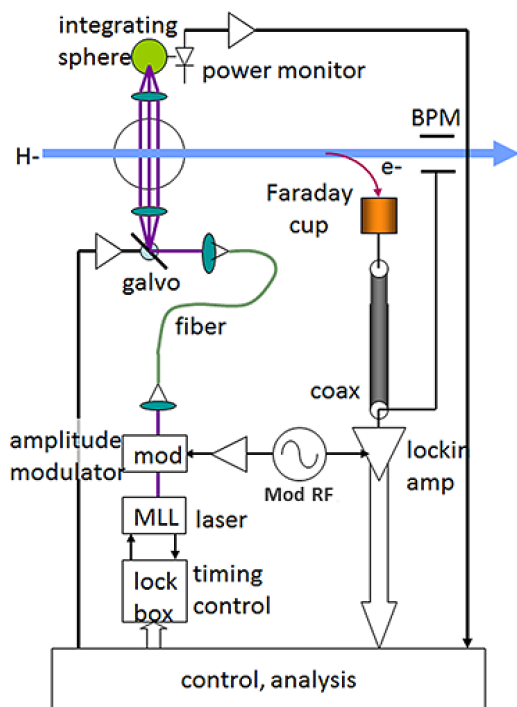 integrating
sphere
power monitor
BPM
H-
e-
Faraday
cup
galvo
fiber
coax
amplitude
modulator
mod
Mod RF
lockin
amp
MLL
laser
lock
box
timing
control
control, analysis